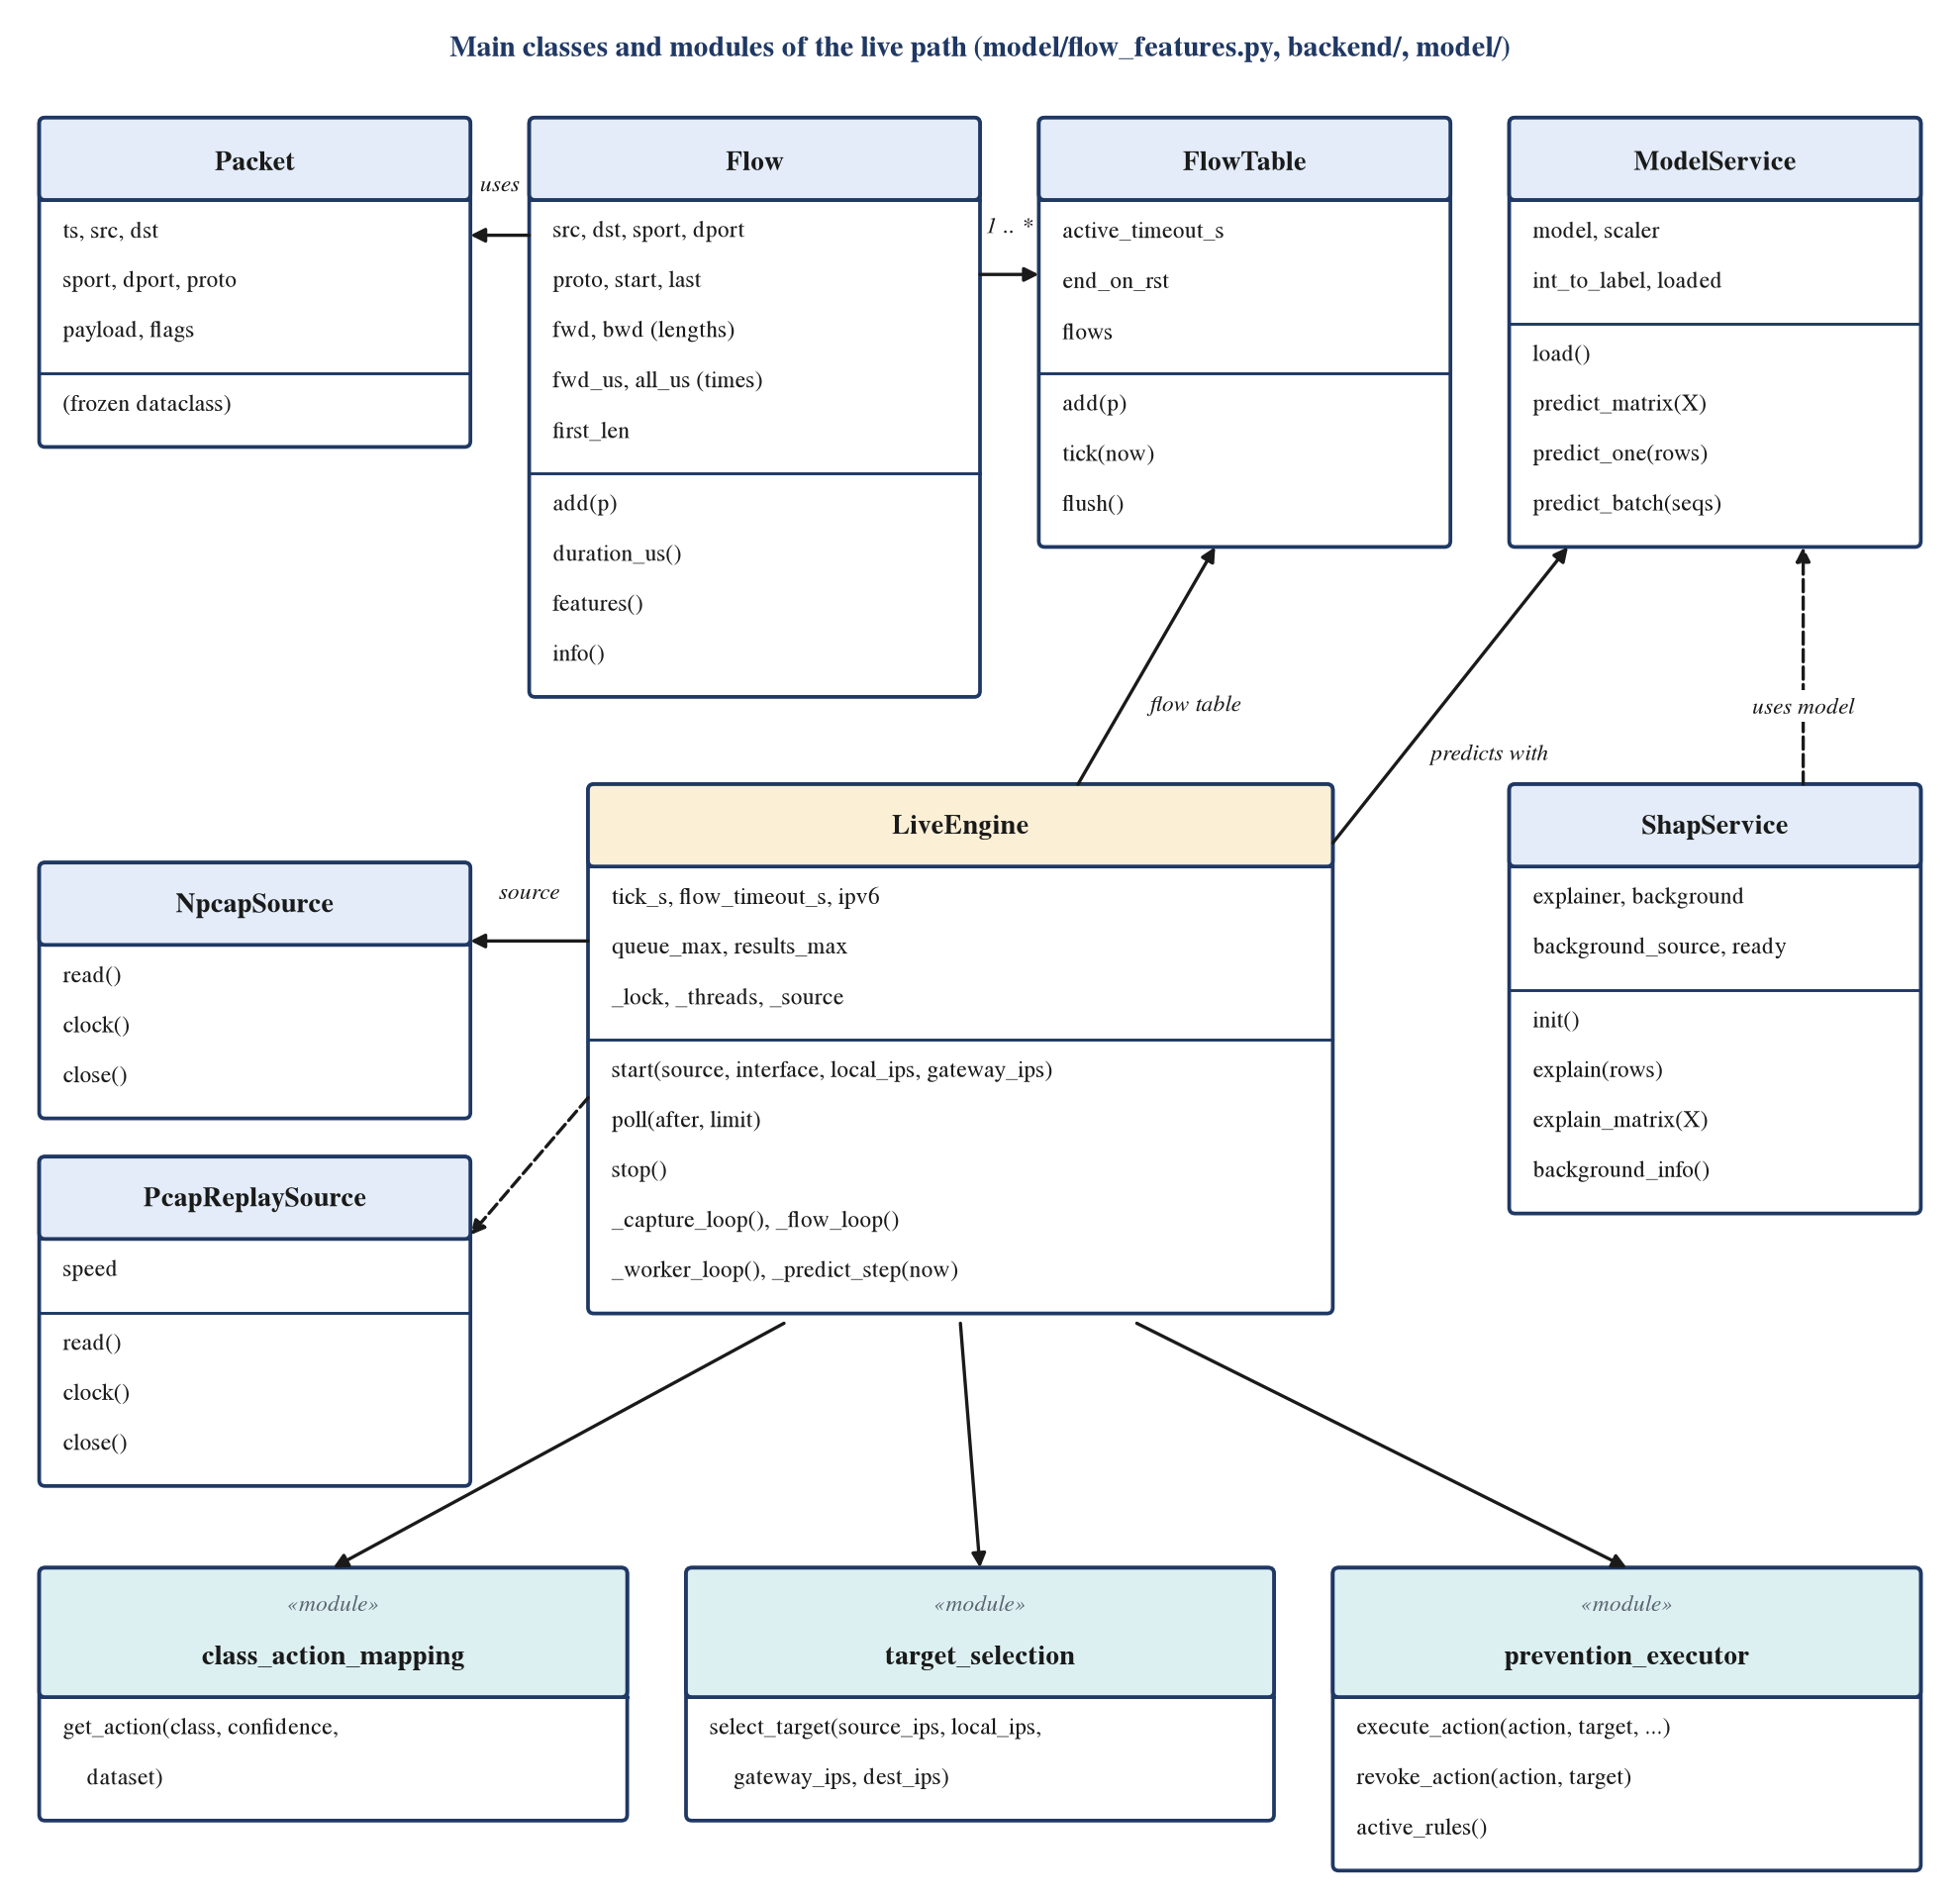 Main classes and modules of the live path (model/flow_features.py, backend/, model/)
Packet
ts, src, dst
sport, dport, proto
payload, flags
(frozen dataclass)
uses
Flow
src, dst, sport, dport
proto, start, last
fwd, bwd (lengths)
fwd_us, all_us (times)
first_len
add(p)
duration_us()
features()
info()
1 .. *
FlowTable
active_timeout_s
end_on_rst
flows
add(p)
tick(now)
flush()
ModelService
model, scaler
int_to_label, loaded
load()
predict_matrix(X)
predict_one(rows)
predict_batch(seqs)
flow table
predicts with
uses model
LiveEngine
tick_s, flow_timeout_s, ipv6
queue_max, results_max
_lock, _threads, _source
start(source, interface, local_ips, gateway_ips)
poll(after, limit)
stop()
_capture_loop(), _flow_loop()
_worker_loop(), _predict_step(now)
ShapService
explainer, background
background_source, ready
init()
explain(rows)
explain_matrix(X)
background_info()
source
NpcapSource
read()
clock()
close()
PcapReplaySource
speed
read()
clock()
close()
«module»
class_action_mapping
get_action(class, confidence,
dataset)
«module»
target_selection
select_target(source_ips, local_ips,
gateway_ips, dest_ips)
«module»
prevention_executor
execute_action(action, target, ...)
revoke_action(action, target)
active_rules()